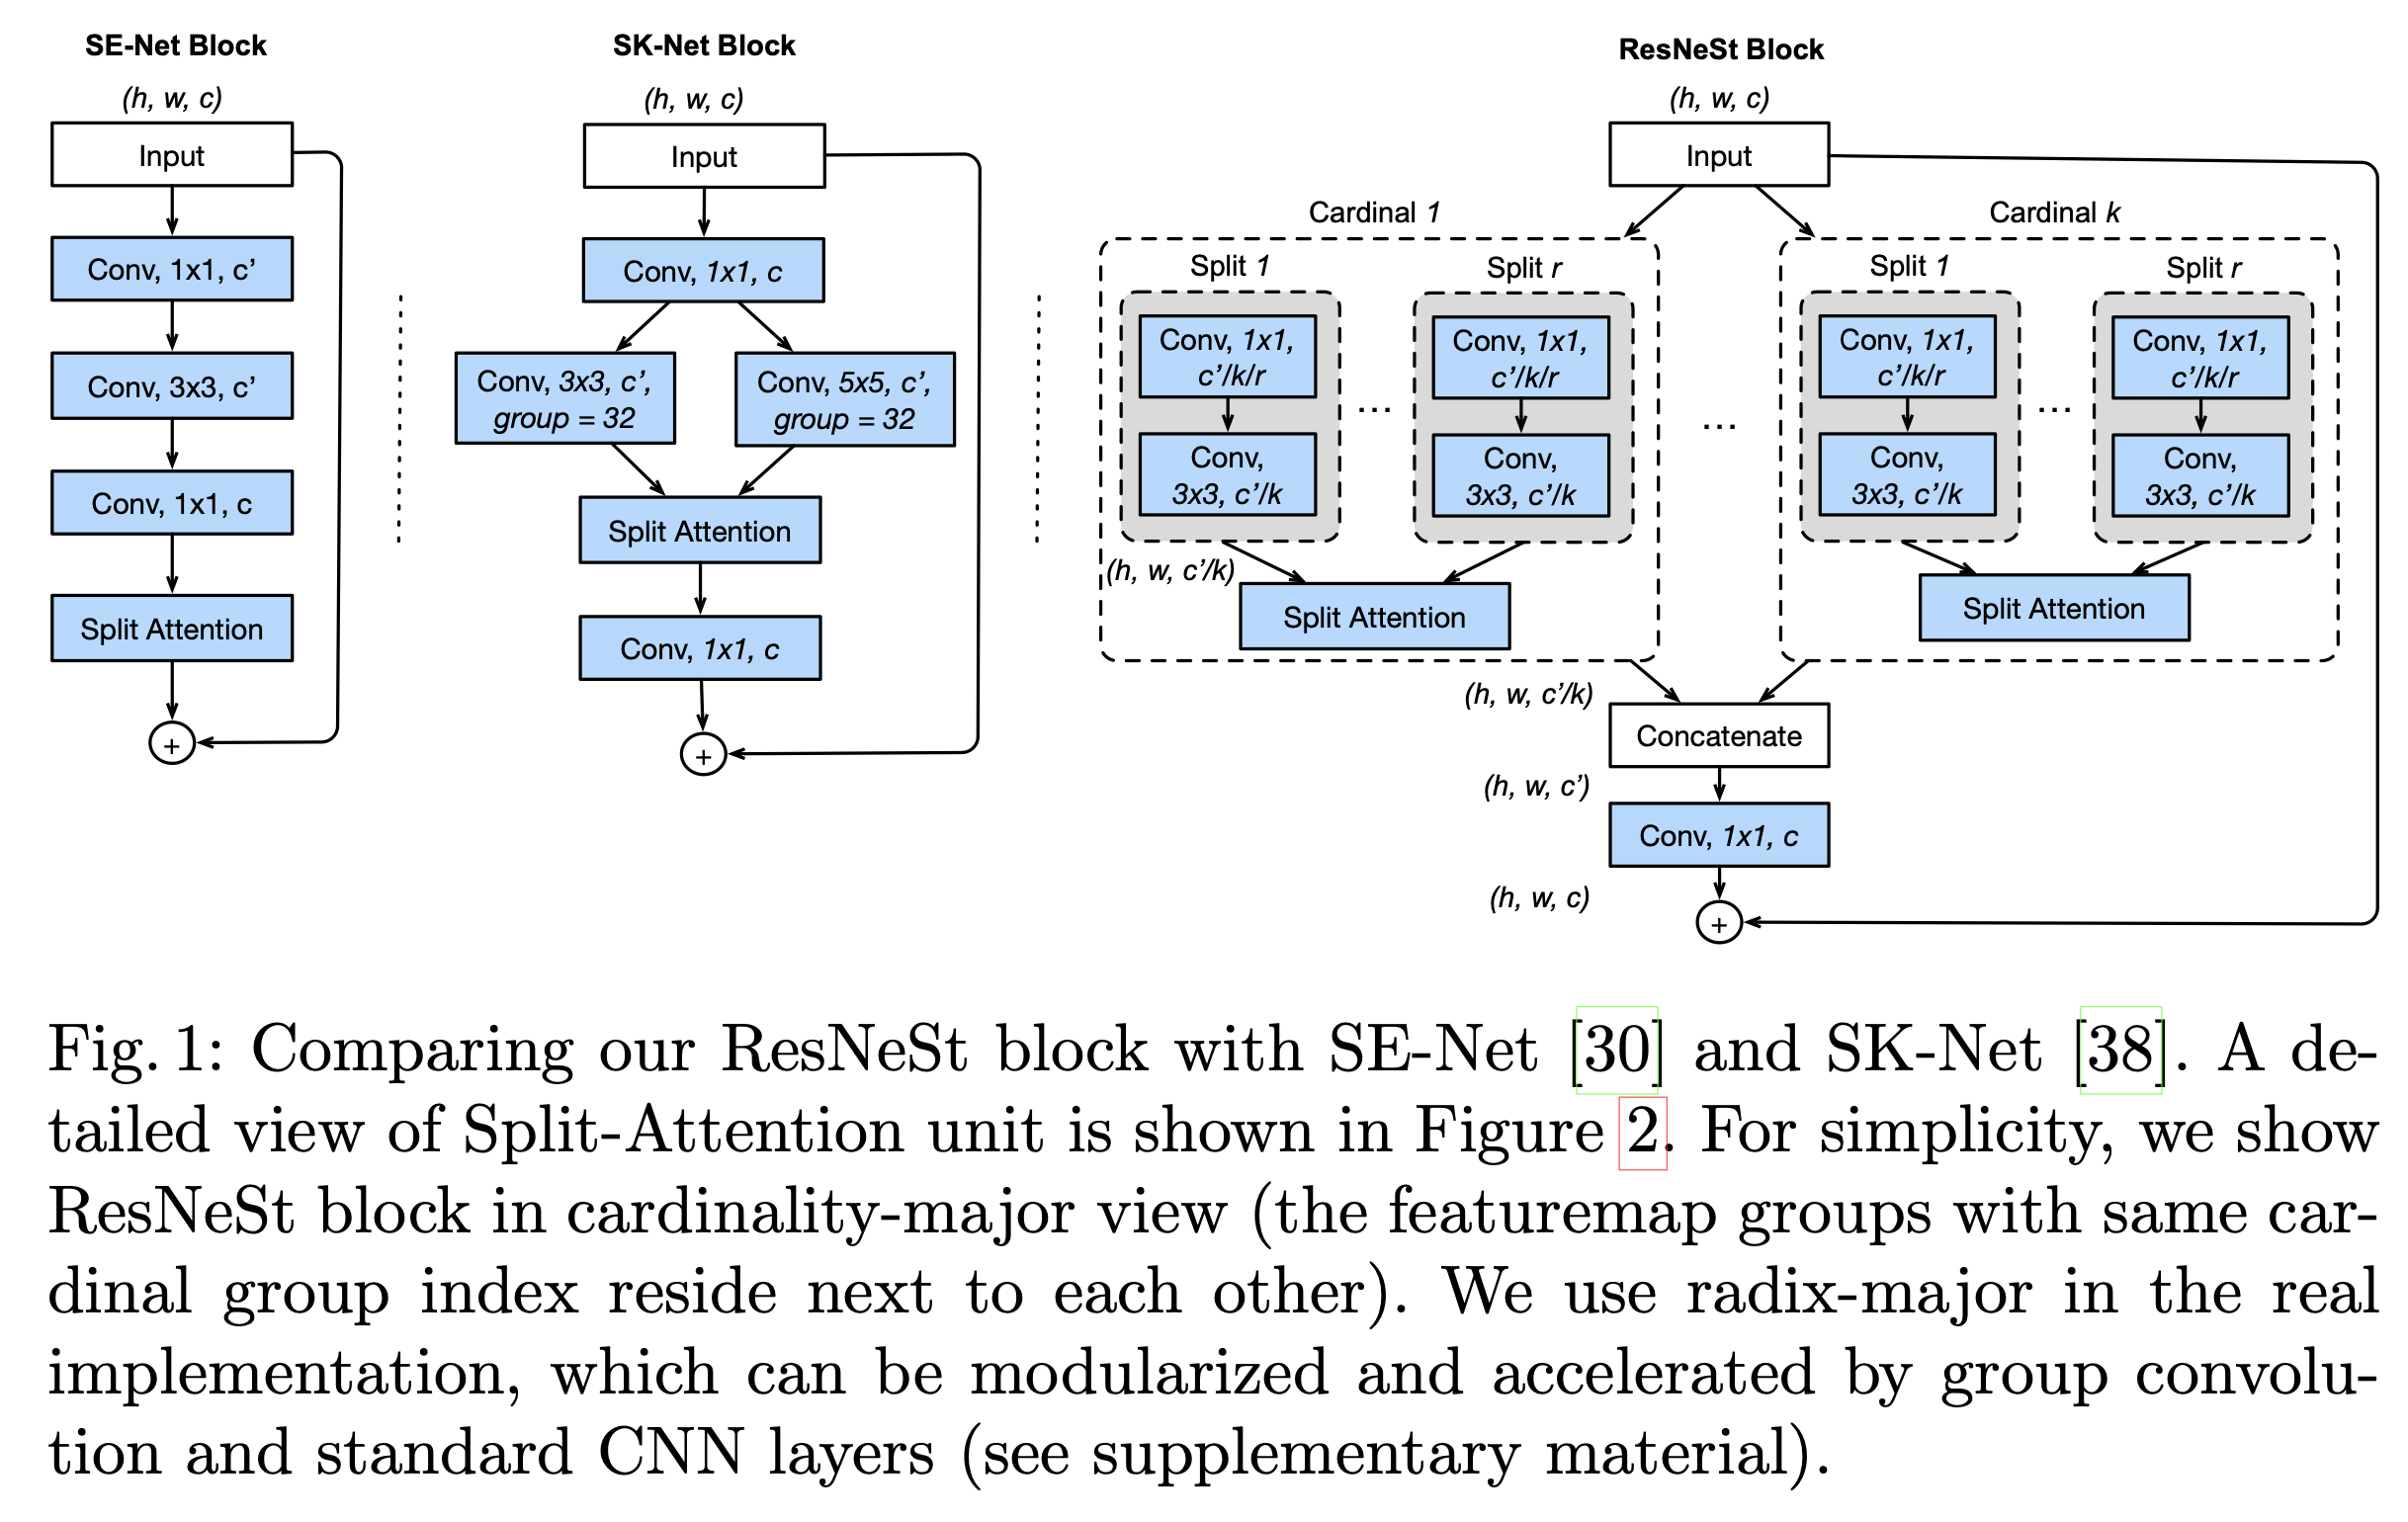 SE-Net Block
(h, w, c)
Input
Conv, 1x1, c’
Conv, 3x3, c’
Conv, 1x1, c
Split Attention
+
SK-Net Block
(h, w, c)
Input
Conv, 1x1, c
Conv, 3x3, c’,
group = 32
Conv, 5x5, c’,
group = 32
Split Attention
Conv, 1x1, c
+
ResNeSt Block
(h, w, c)
Input
Cardinal 1
Split 1
Conv, 1x1,
c’/k/r
Conv,
3x3, c’/k
...
Split r
Conv, 1x1,
c’/k/r
Conv,
3x3, c’/k
(h, w, c’/k)
Split Attention
...
Cardinal k
Split 1
Conv, 1x1,
c’/k/r
Conv,
3x3, c’/k
...
Split r
Conv, 1x1,
c’/k/r
Conv,
3x3, c’/k
Split Attention
(h, w, c’/k)
Concatenate
(h, w, c’)
Conv, 1x1, c
(h, w, c)
+
Fig. 1: Comparing our ResNeSt block with SE-Net [30] and SK-Net [38]. A de-
tailed view of Split-Attention unit is shown in Figure 2. For simplicity, we show
ResNeSt block in cardinality-major view (the featuremap groups with same car-
dinal group index reside next to each other). We use radix-major in the real
implementation, which can be modularized and accelerated by group convolu-
tion and standard CNN layers (see supplementary material).